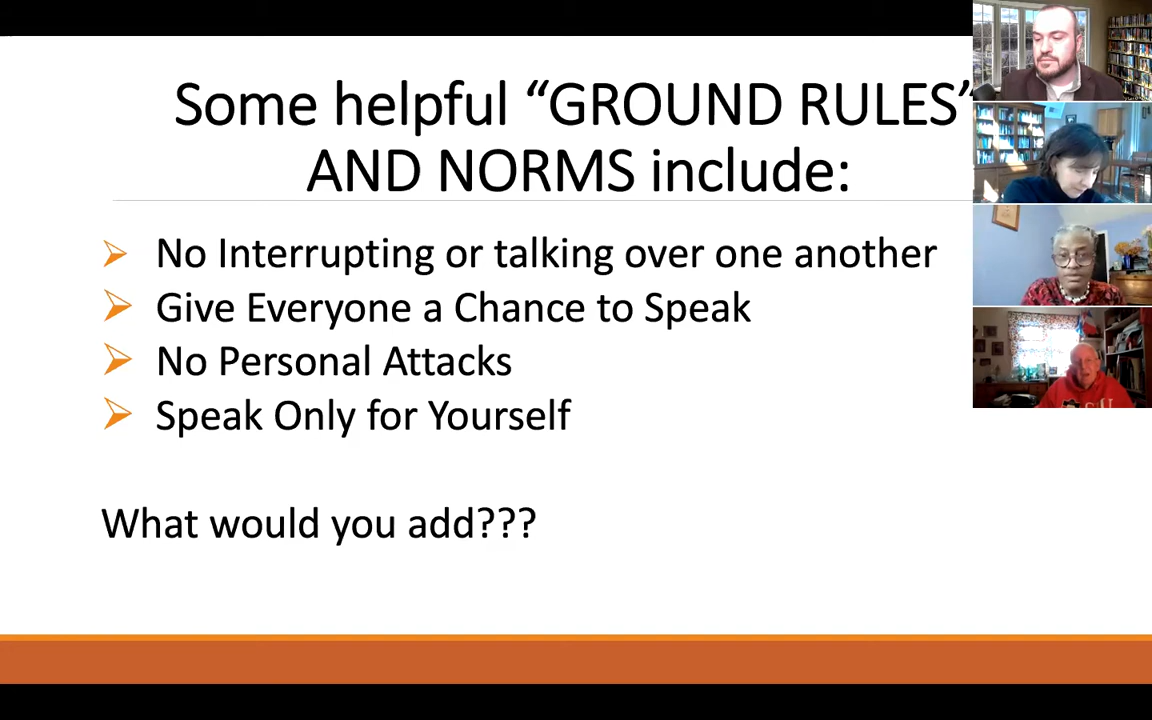 Some helpful “GROUND RULES”
AND NORMS include:
No Interrupting or talking over one another
Give Everyone a Chance to Speak
No Personal Attacks
Speak Only for Yourself
What would you add???